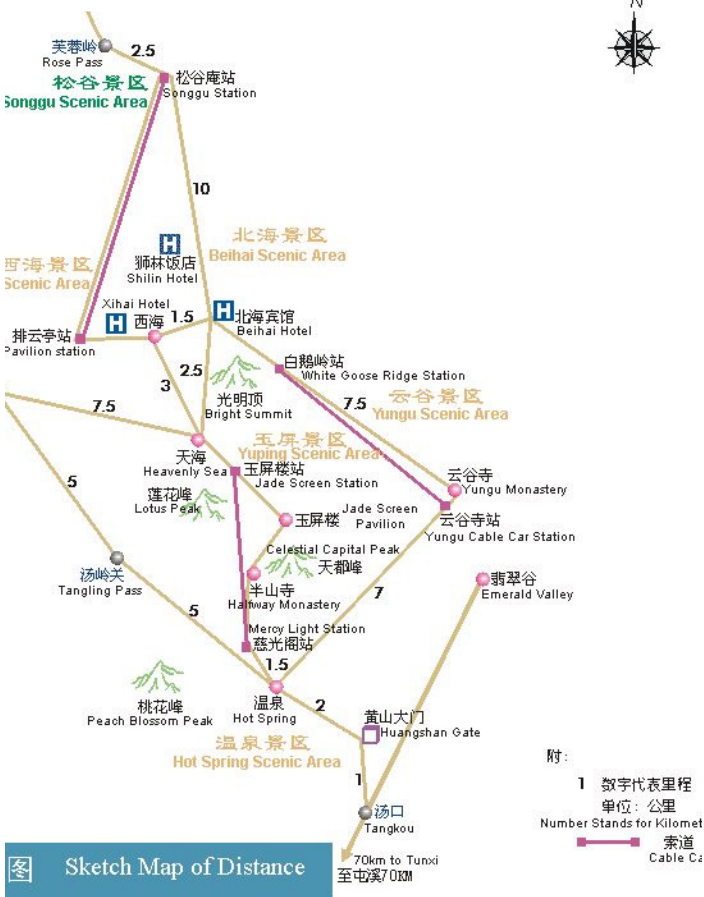 N
芙蓉岭
Rose Pass
2.5
松谷景区
Songgu Scenic Area
松谷庵站
Songgu Station
10
西海景区
Scenic Area
狮林饭店
Shilin Hotel
北海景区
Beihai Scenic Area
H
Xihai Hotel
H
西海
1.5
H
北海宾馆
Beihai Hotel
排云亭站
Pavilion station
3
2.5
光明顶
Bright Summit
白鹅岭站
White Goose Ridge Station
7.5
云谷景区
Yungu Scenic Area
7.5
天海
Heavenly Sea
玉屏景区
Yuping Scenic Area
玉屏楼站
Jade Screen Station
云谷寺
Yungu Monastery
5
莲花峰
Lotus Peak
玉屏楼
Jade Screen
Pavilion
云谷寺站
Yungu Cable Car Station
汤岭关
Tangling Pass
Celestial Capital Peak
天都峰
半山寺
Halfway Monastery
翡翠谷
Emerald Valley
5
7
Mercy Light Station
慈光阁站
1.5
桃花峰
Peach Blossom Peak
温泉
Hot Spring
2
黄山大门
Huangshan Gate
温泉景区
Hot Spring Scenic Area
1
汤口
Tangkou
70km to Tunxi
至屯溪70KM
附:
1 数字代表里程
单位: 公里
Number Stands for Kilomet
索道
Cable Ca
图 Sketch Map of Distance